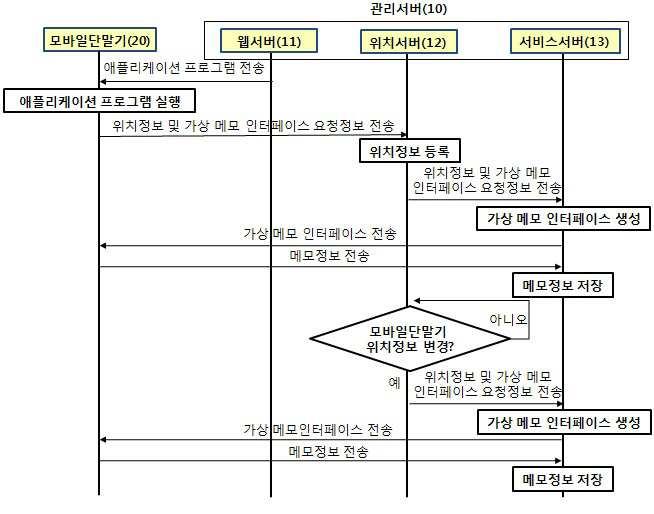 관리서버(10)
모바일단말기(20)
웹서버(11)
위치서버(12)
서비스서버(13)
애플리케이션 프로그램 전송
애플리케이션 프로그램 실행
위치정보 및 가상 메모 인터페이스 요청정보 전송
위치정보 등록
위치정보 및 가상 메모
인터페이스 요청정보 전송
가상 메모 인터페이스 생성
가상 메모 인터페이스 전송
메모정보 전송
메모정보 저장
아니오
모바일단말기
위치정보 변경?
예
위치정보 및 가상 메모
인터페이스 요청정보 전송
가상 메모 인터페이스 생성
가상 메모인터페이스 전송
메모정보 전송
메모정보 저장